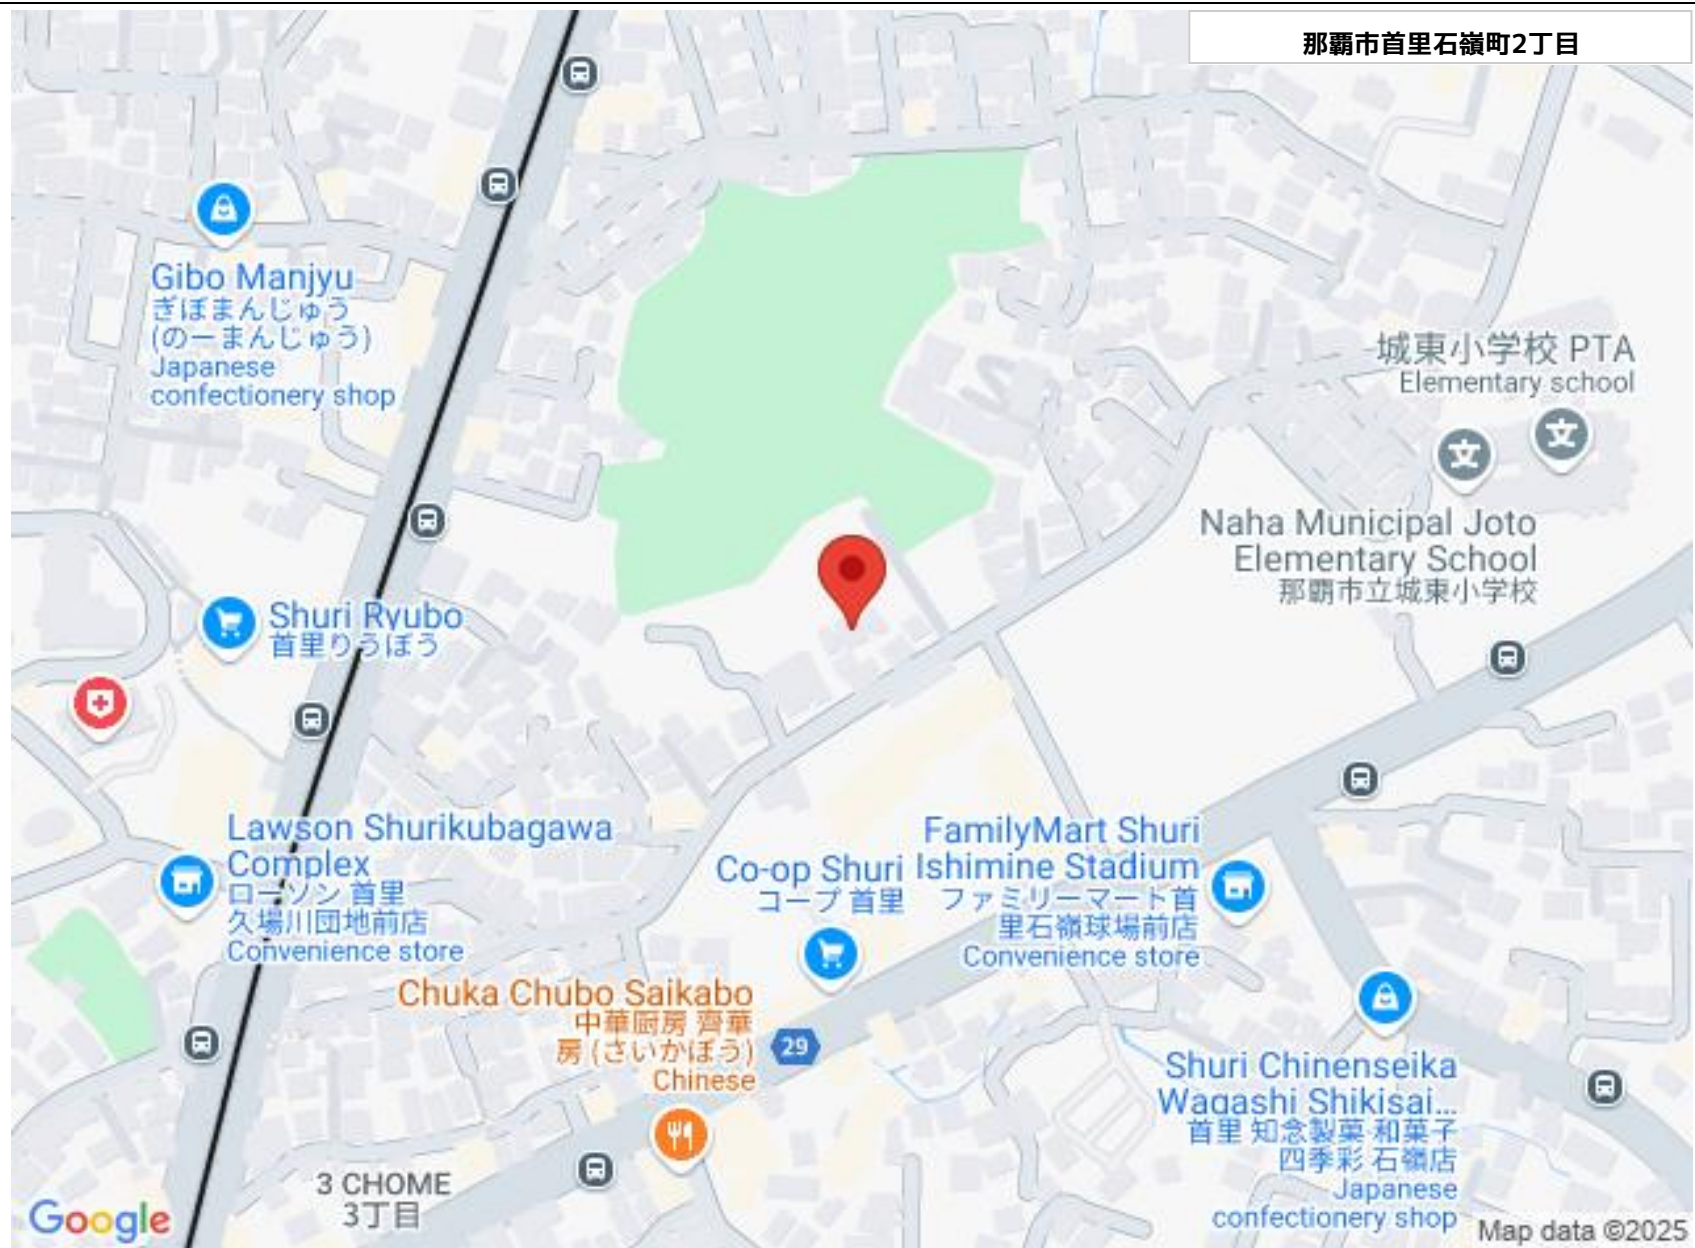 那覇市首里石嶺町2丁目
Gibo Manjyu
ぎぼまんじゅう
(のーまんじゅう)
Japanese
confectionery shop
城東小学校 PTA
Elementary school
Naha Municipal Joto
Elementary School
那覇市立城東小学校
Shuri Ryubo
首里りうぼう
Lawson Shurikubagawa
Complex
ローソン 首里
久場川団地前店
Convenience store
FamilyMart Shuri
Ishimine Stadium
ファミリーマート首
里石嶺球場前店
Convenience store
Co-op Shuri
コープ 首里
Chuka Chubo Saikabo
中華厨房 齊華
房 (さいかぼう)
Chinese
29
Shuri Chinenseika
Wagashi Shikisai...
首里 知念製菓 和菓子
四季彩 石嶺店
Japanese
confectionery shop
3 CHOME
3丁目
Google
Map data ©2025